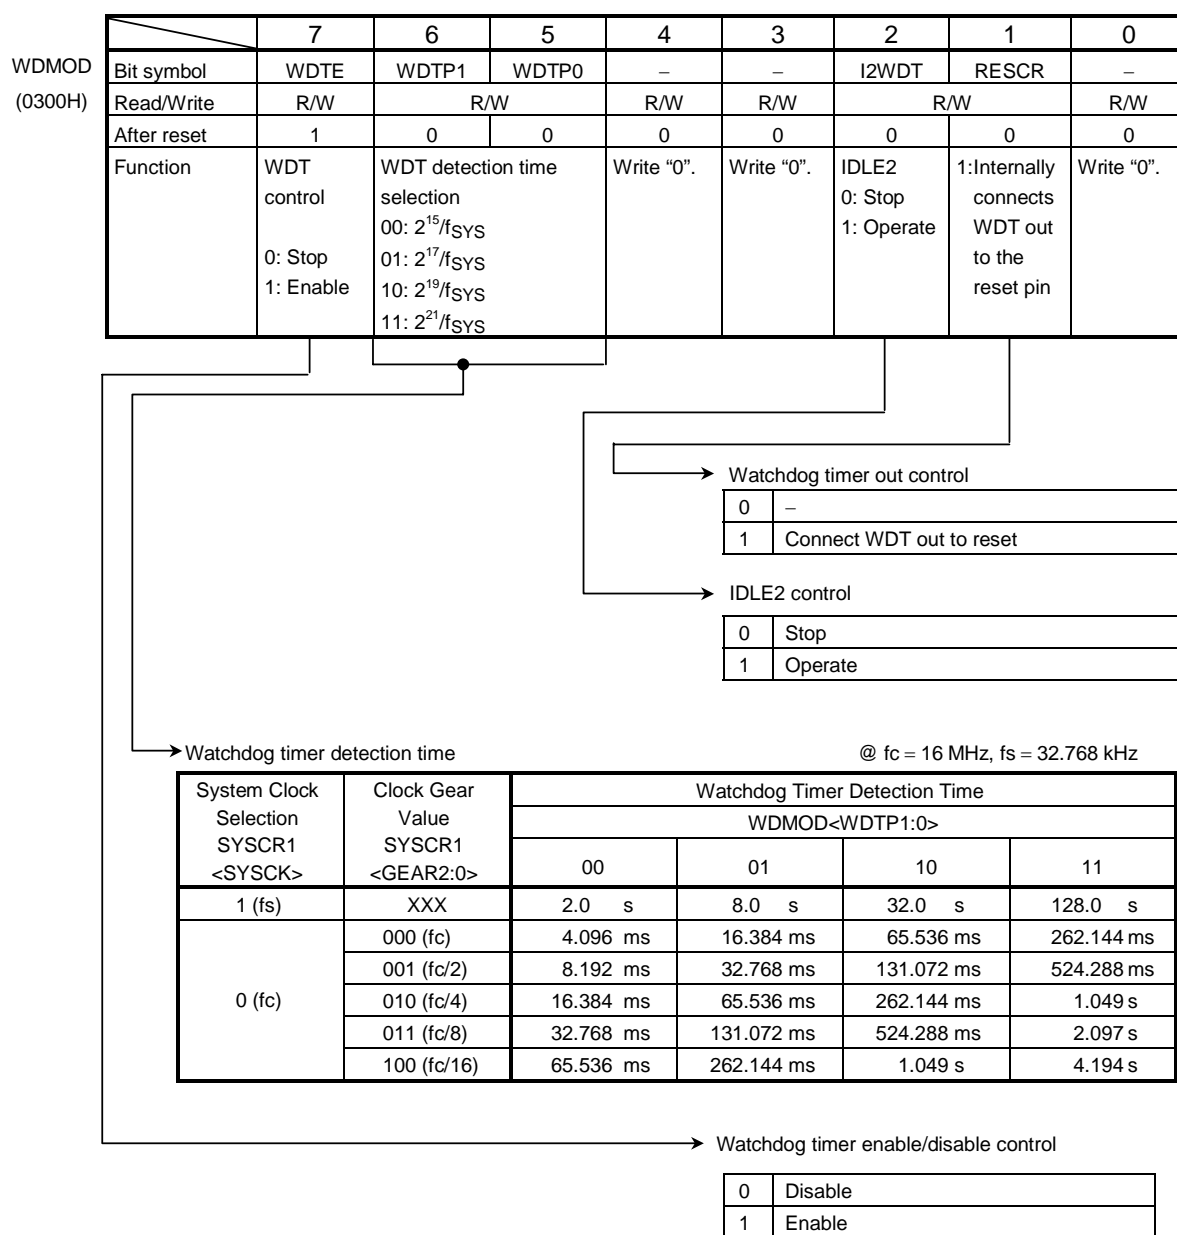 7 6 5 4 3 2 1 0
WDMOD (0300H)
Bit symbol WDTE WDTP1 WDTP0 – – I2WDT RESCR –
Read/Write R/W R/W R/W R/W R/W R/W
After reset 1 0 0 0 0 0 0 0
Function
WDT
control
0: Stop
1: Enable
WDT detection time
selection
00: 2^15/fSYS
01: 2^17/fSYS
10: 2^19/fSYS
11: 2^21/fSYS
Write “0”.
Write “0”.
IDLE2
0: Stop
1: Operate
1:Internally
connects
WDT out
to the
reset pin
Write “0”.
Watchdog timer out control
0 –
1 Connect WDT out to reset
IDLE2 control
0 Stop
1 Operate
Watchdog timer detection time @ fc = 16 MHz, fs = 32.768 kHz
System Clock
Selection
SYSCR1
<SYSCK>
Clock Gear
Value
SYSCR1
<GEAR2:0>
Watchdog Timer Detection Time
WDMOD<WDTP1:0>
00 01 10 11
1 (fs) XXX 2.0 s 8.0 s 32.0 s 128.0 s
0 (fc)
000 (fc) 4.096 ms 16.384 ms 65.536 ms 262.144 ms
001 (fc/2) 8.192 ms 32.768 ms 131.072 ms 524.288 ms
010 (fc/4) 16.384 ms 65.536 ms 262.144 ms 1.049 s
011 (fc/8) 32.768 ms 131.072 ms 524.288 ms 2.097 s
100 (fc/16) 65.536 ms 262.144 ms 1.049 s 4.194 s
Watchdog timer enable/disable control
0 Disable
1 Enable